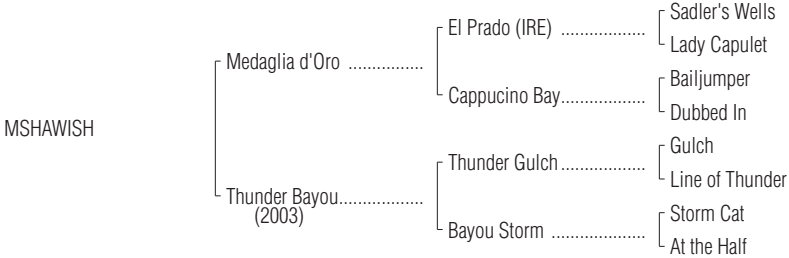 Sadler's Wells
El Prado (IRE) ...................
Lady Capulet
Medaglia d'Oro ................
Bailjumper
Cappucino Bay...................
Dubbed In
MSHAWISH
Gulch
Thunder Gulch...................
Line of Thunder
Thunder Bayou..................
(2003)
Storm Cat
Bayou Storm ....................
At the Half